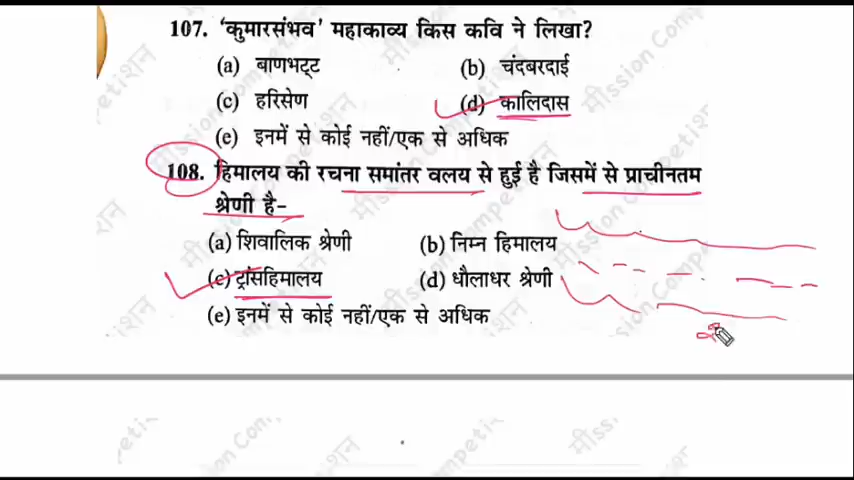 107. 'कुमारसंभव' महाकाव्य किस कवि ने लिखा?
(a) बाणभट्ट (b) चंदबरदाई
(c) हरिसेण (d) कालिदास
(e) इनमें से कोई नहीं/एक से अधिक
108. हिमालय की रचना समांतर वलय से हुई है जिसमें से प्राचीनतम
श्रेणी है-
(a) शिवालिक श्रेणी (b) निम्न हिमालय
(c) ट्रांसहिमालय (d) धौलाधर श्रेणी
(e) इनमें से कोई नहीं/एक से अधिक